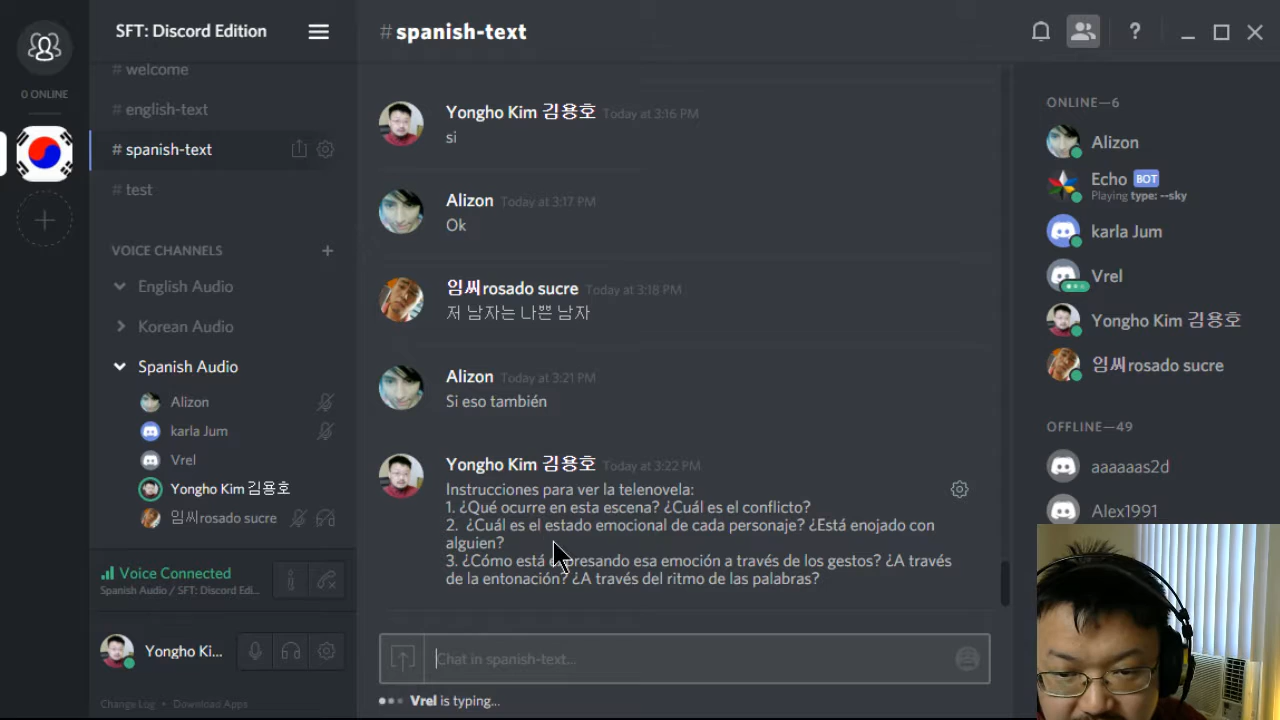 SFT: Discord Edition
#spanish-text
0 ONLINE
# welcome
# english-text
# spanish-text
# test
VOICE CHANNELS
English Audio
Korean Audio
Spanish Audio
Alizon
karla Jum
Vrel
Yongho Kim 김용호
임씨rosado sucre
Voice Connected
Spanish Audio / SFT: Discord Edi...
Yongho Ki...
Change Log • Download Apps
Yongho Kim 김용호 Today at 3:16 PM
si
Alizon Today at 3:17 PM
Ok
임씨rosado sucre Today at 3:18 PM
저 남자는 나쁜 남자
Alizon Today at 3:21 PM
Si eso también
Yongho Kim 김용호 Today at 3:22 PM
Instrucciones para ver la telenovela:
1. ¿Qué ocurre en esta escena? ¿Cuál es el conflicto?
2. ¿Cuál es el estado emocional de cada personaje? ¿Está enojado con
alguien?
3. ¿Cómo está expresando esa emoción a través de los gestos? ¿A través
de la entonación? ¿A través del ritmo de las palabras?
Chat in spanish-text...
Vrel is typing...
ONLINE—6
Alizon
Echo BOT
Playing type: --sky
karla Jum
Vrel
Yongho Kim 김용호
임씨rosado sucre
OFFLINE—49
aaaaaas2d
Alex1991